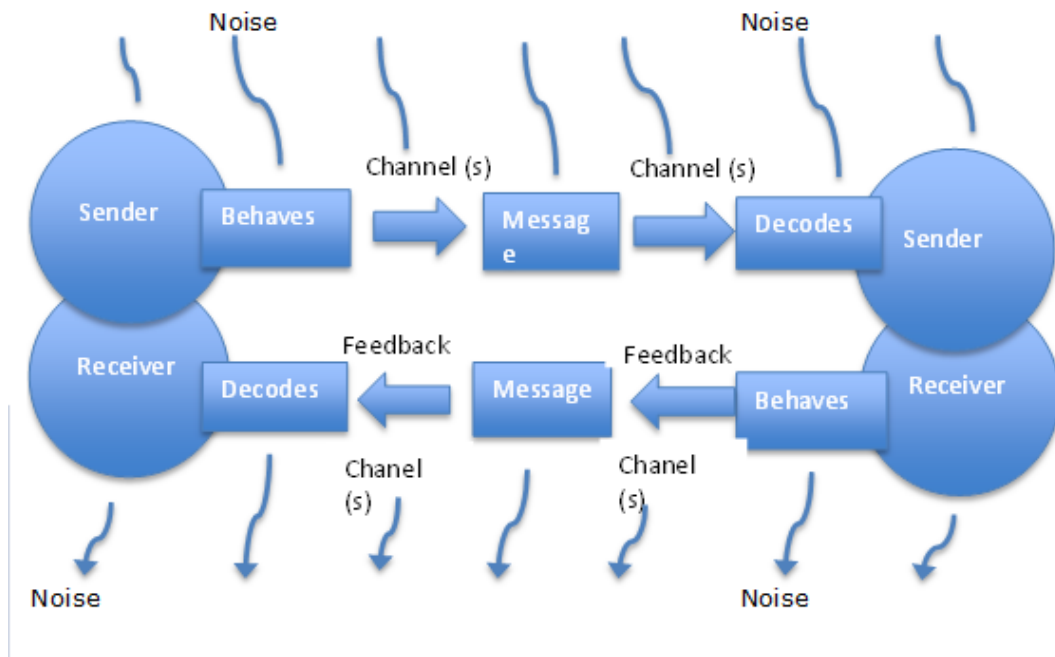 Noise
Noise
Channel (s)
Channel (s)
Sender
Behaves
Messag
e
Decodes
Sender
Feedback
Feedback
Receiver
Decodes
Message
Behaves
Receiver
Chanel
(s)
Chanel
(s)
Noise
Noise